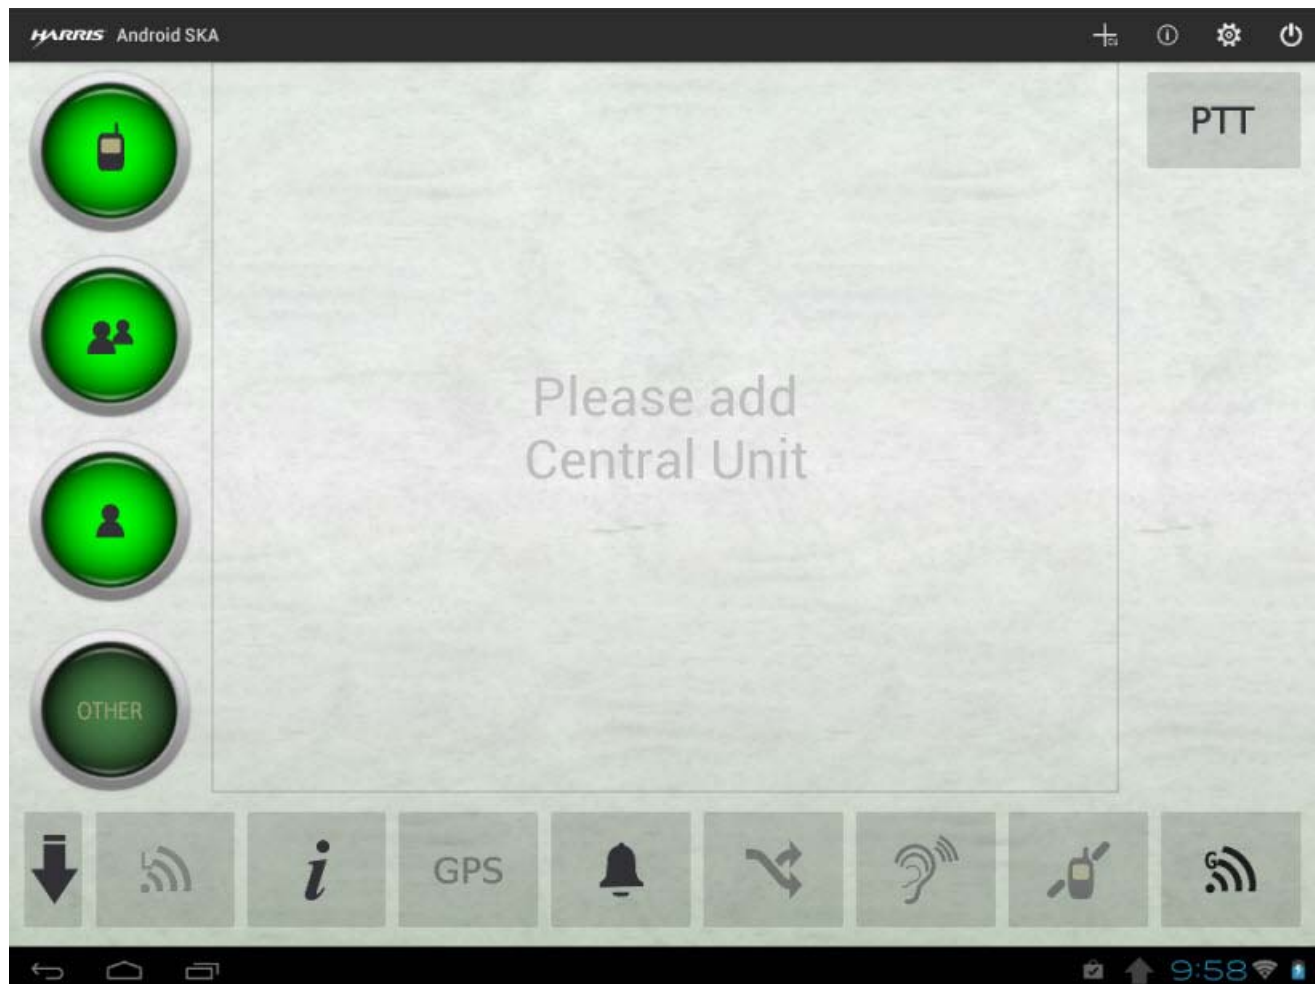 HARRIS Android SKA
PTT
Please add
Central Unit
OTHER
L
i
GPS
G
9:58